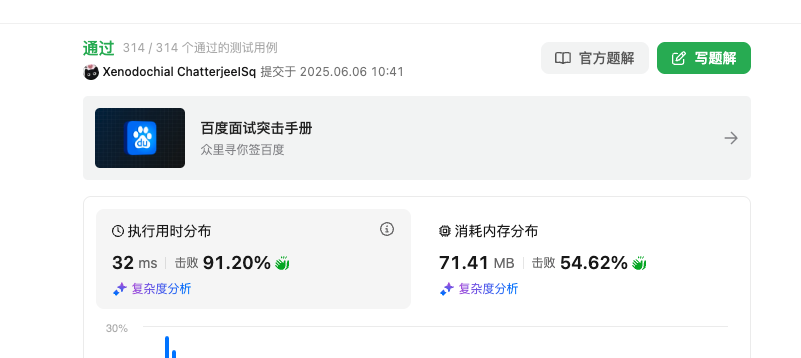 通过 314 / 314 个通过的测试用例
官方题解 写题解
Xenodochial ChatterjeeISq 提交于 2025.06.06 10:41
du
百度面试突击手册
众里寻你签百度
执行用时分布
32 ms 击败 91.20%
复杂度分析
消耗内存分布
71.41 MB 击败 54.62%
复杂度分析
30%